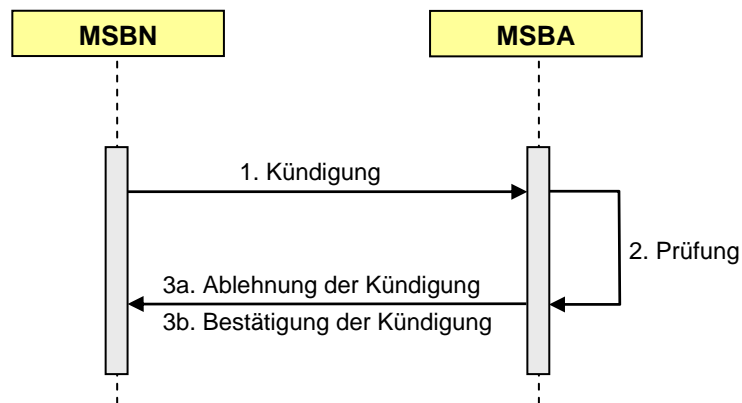 MSBN
MSBA
1. Kündigung
2. Prüfung
3a. Ablehnung der Kündigung
3b. Bestätigung der Kündigung